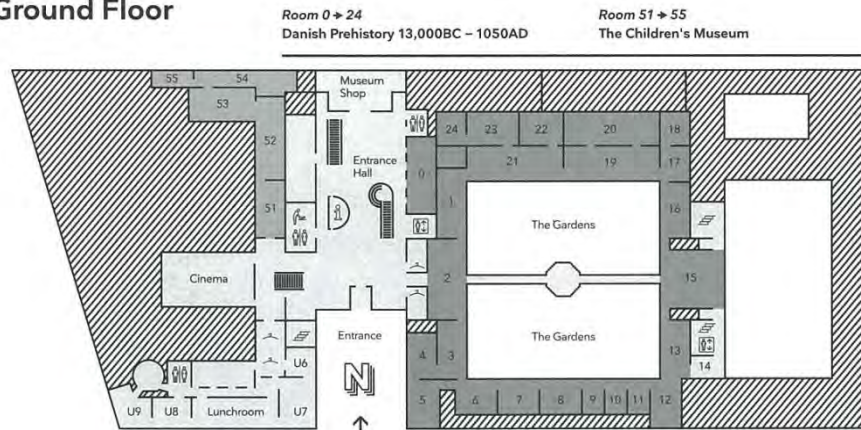 Ground Floor
Room 0 → 24
Danish Prehistory 13,000BC – 1050AD
Room 51 → 55
The Children's Museum
Museum
Shop
55
54
53
52
51
Entrance
Hall
0
24
23
22
20
18
21
19
17
1
16
The Gardens
Cinema
2
15
Entrance
The Gardens
4
3
13
14
U6
N
5
6
7
8
9
10
11
12
U9
U8
Lunchroom
U7